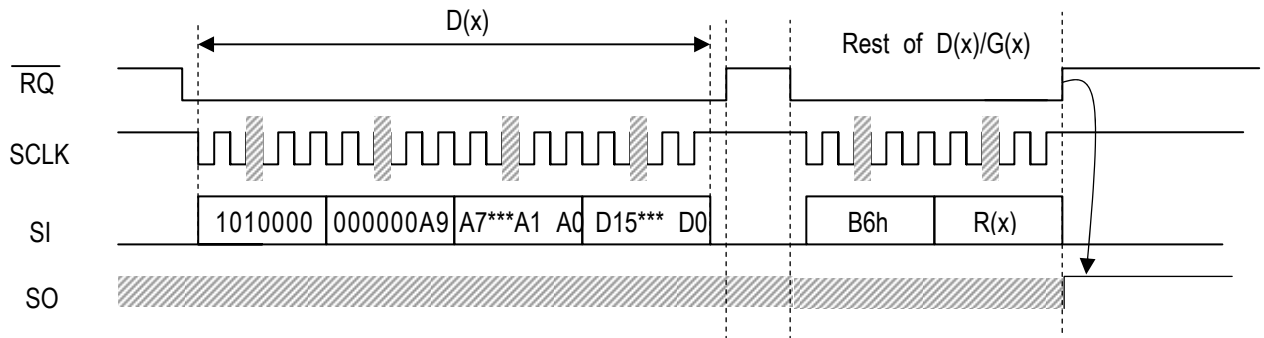 D(x)
Rest of D(x)/G(x)
RQ
SCLK
SI
1010000 000000A9 A7***A1 A0 D15*** D0 B6h R(x)
SO